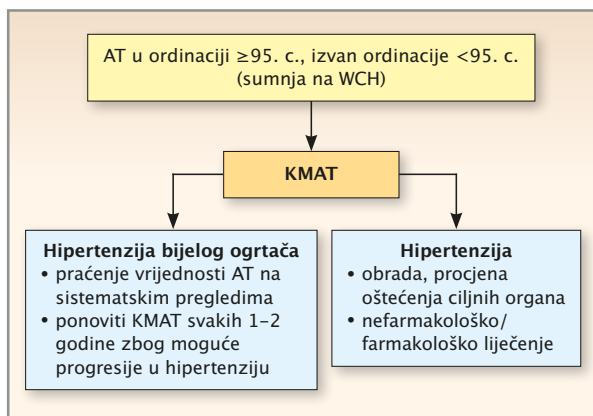 AT u ordinaciji ≥95. c., izvan ordinacije <95. c.
(sumnja na WCH)
KMAT
Hipertenzija bijelog ogrtača
• praćenje vrijednosti AT na
sistematskim pregledima
• ponoviti KMAT svakih 1–2
godine zbog moguće
progresije u hipertenziju
Hipertenzija
• obrada, procjena
oštećenja ciljnih organa
• nefarmakološko/
farmakološko liječenje